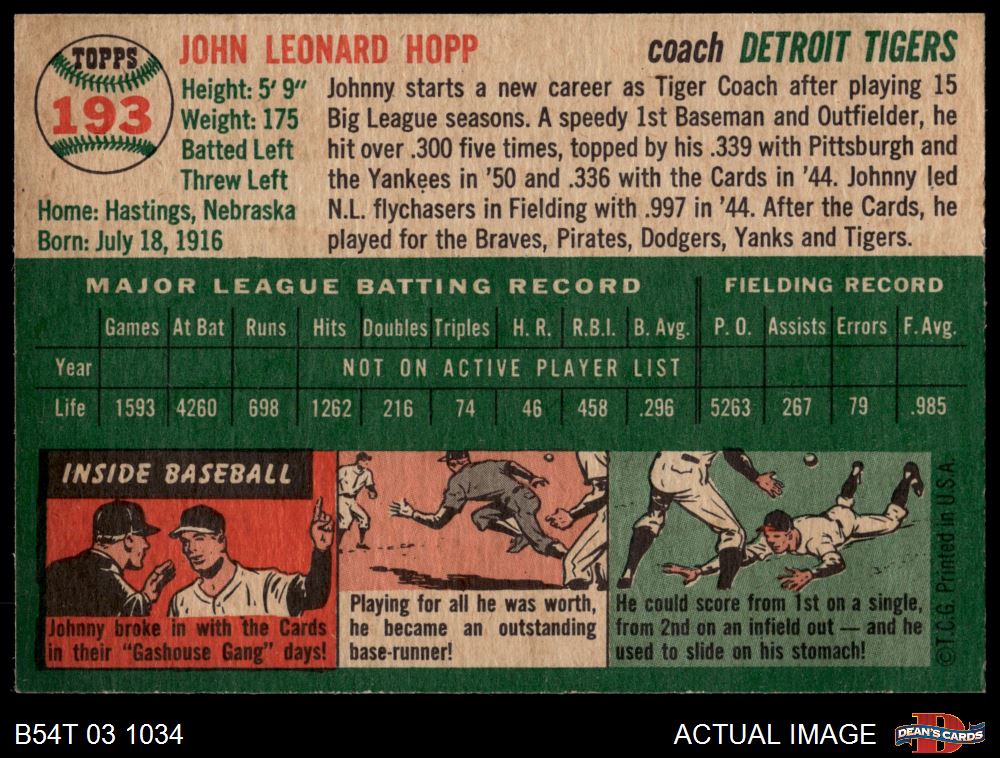 TOPPS
193
JOHN LEONARD HOPP
coach DETROIT TIGERS
Height: 5' 9"
Weight: 175
Batted Left
Threw Left
Home: Hastings, Nebraska
Born: July 18, 1916
Johnny starts a new career as Tiger Coach after playing 15
Big League seasons. A speedy 1st Baseman and Outfielder, he
hit over .300 five times, topped by his .339 with Pittsburgh and
the Yankees in '50 and .336 with the Cards in '44. Johnny led
N.L. flychasers in Fielding with .997 in '44. After the Cards, he
played for the Braves, Pirates, Dodgers, Yanks and Tigers.
MAJOR LEAGUE BATTING RECORD FIELDING RECORD
Games At Bat Runs Hits Doubles Triples H. R. R.B.I. B. Avg. P. O. Assists Errors F. Avg.
Year NOT ON ACTIVE PLAYER LIST
Life 1593 4260 698 1262 216 74 46 458 .296 5263 267 79 .985
INSIDE BASEBALL
Johnny broke in with the Cards
in their "Gashouse Gang" days!
Playing for all he was worth,
he became an outstanding
base-runner!
He could score from 1st on a single,
from 2nd on an infield out — and he
used to slide on his stomach!
©T.C.G. Printed in U.S.A.
B54T 03 1034
ACTUAL IMAGE
DEAN'S CARDS